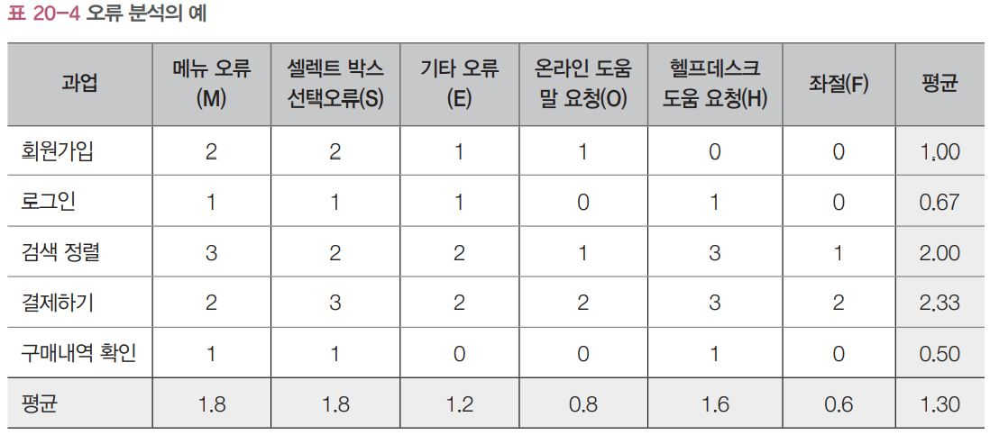 표 20-4 오류 분석의 예
과업 메뉴 오류(M) 셀렉트 박스 선택오류(S) 기타 오류(E) 온라인 도움말 요청(O) 헬프데스크 도움 요청(H) 좌절(F) 평균
회원가입 2 2 1 1 0 0 1.00
로그인 1 1 1 0 1 0 0.67
검색 정렬 3 2 2 1 3 1 2.00
결제하기 2 3 2 2 3 2 2.33
구매내역 확인 1 1 0 0 1 0 0.50
평균 1.8 1.8 1.2 0.8 1.6 0.6 1.30